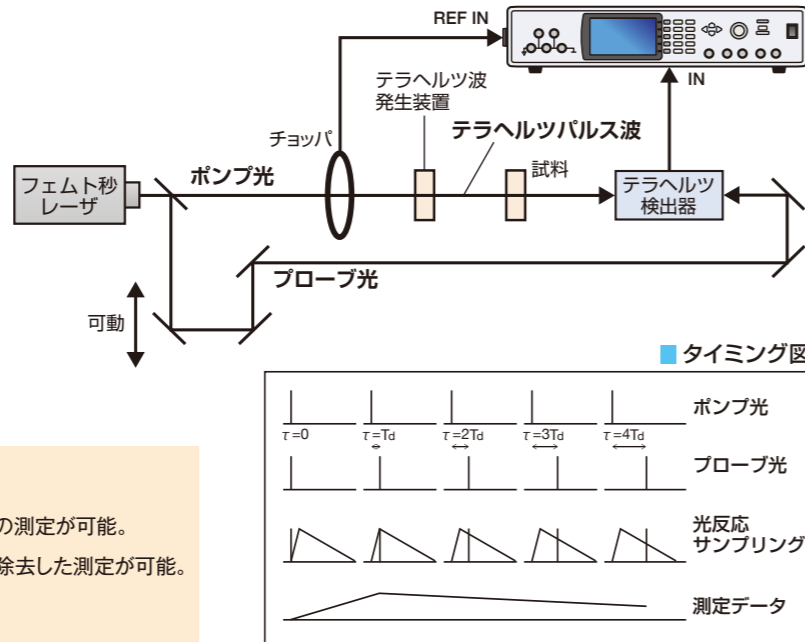 REF IN
IN
テラヘルツ波
発生装置
チョッパ
テラヘルツパルス波
試料
フェムト秒
レーザ
ポンプ光
テラヘルツ
検出器
プローブ光
可動
タイミング図
ポンプ光
τ=0
τ=Td
τ=2Td
τ=3Td
τ=4Td
プローブ光
光反応
サンプリング
測定データ
の測定が可能。
除去した測定が可能。